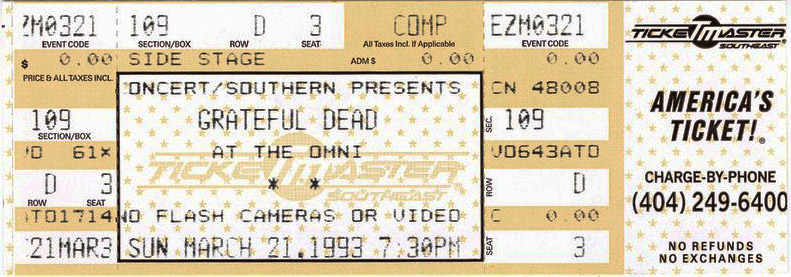 ZM0321 109 D 3 COMP EZM0321
EVENT CODE SECTION/BOX ROW SEAT All Taxes Incl. If Applicable EVENT CODE
$ 0.00 SIDE STAGE ADM $ 0.00 0.00
PRICE & ALL TAXES INCL.
ONCERT/SOUTHERN PRESENTS CN 48008
109 GRATEFUL DEAD SEC. 109
SECTION/BOX
61X AT THE OMNI VO643ATO
TICKETMASTER
SOUTHEAST
D 3 * * ROW D
ROW SEAT
ATO1714 NO FLASH CAMERAS OR VIDEO C 0.00
21MAR3 SUN MARCH 21,1993 7:30PM SEAT 3
TICKETMASTER
SOUTHEAST
AMERICA'S
TICKET!®
CHARGE-BY-PHONE
(404) 249-6400
NO REFUNDS
NO EXCHANGES